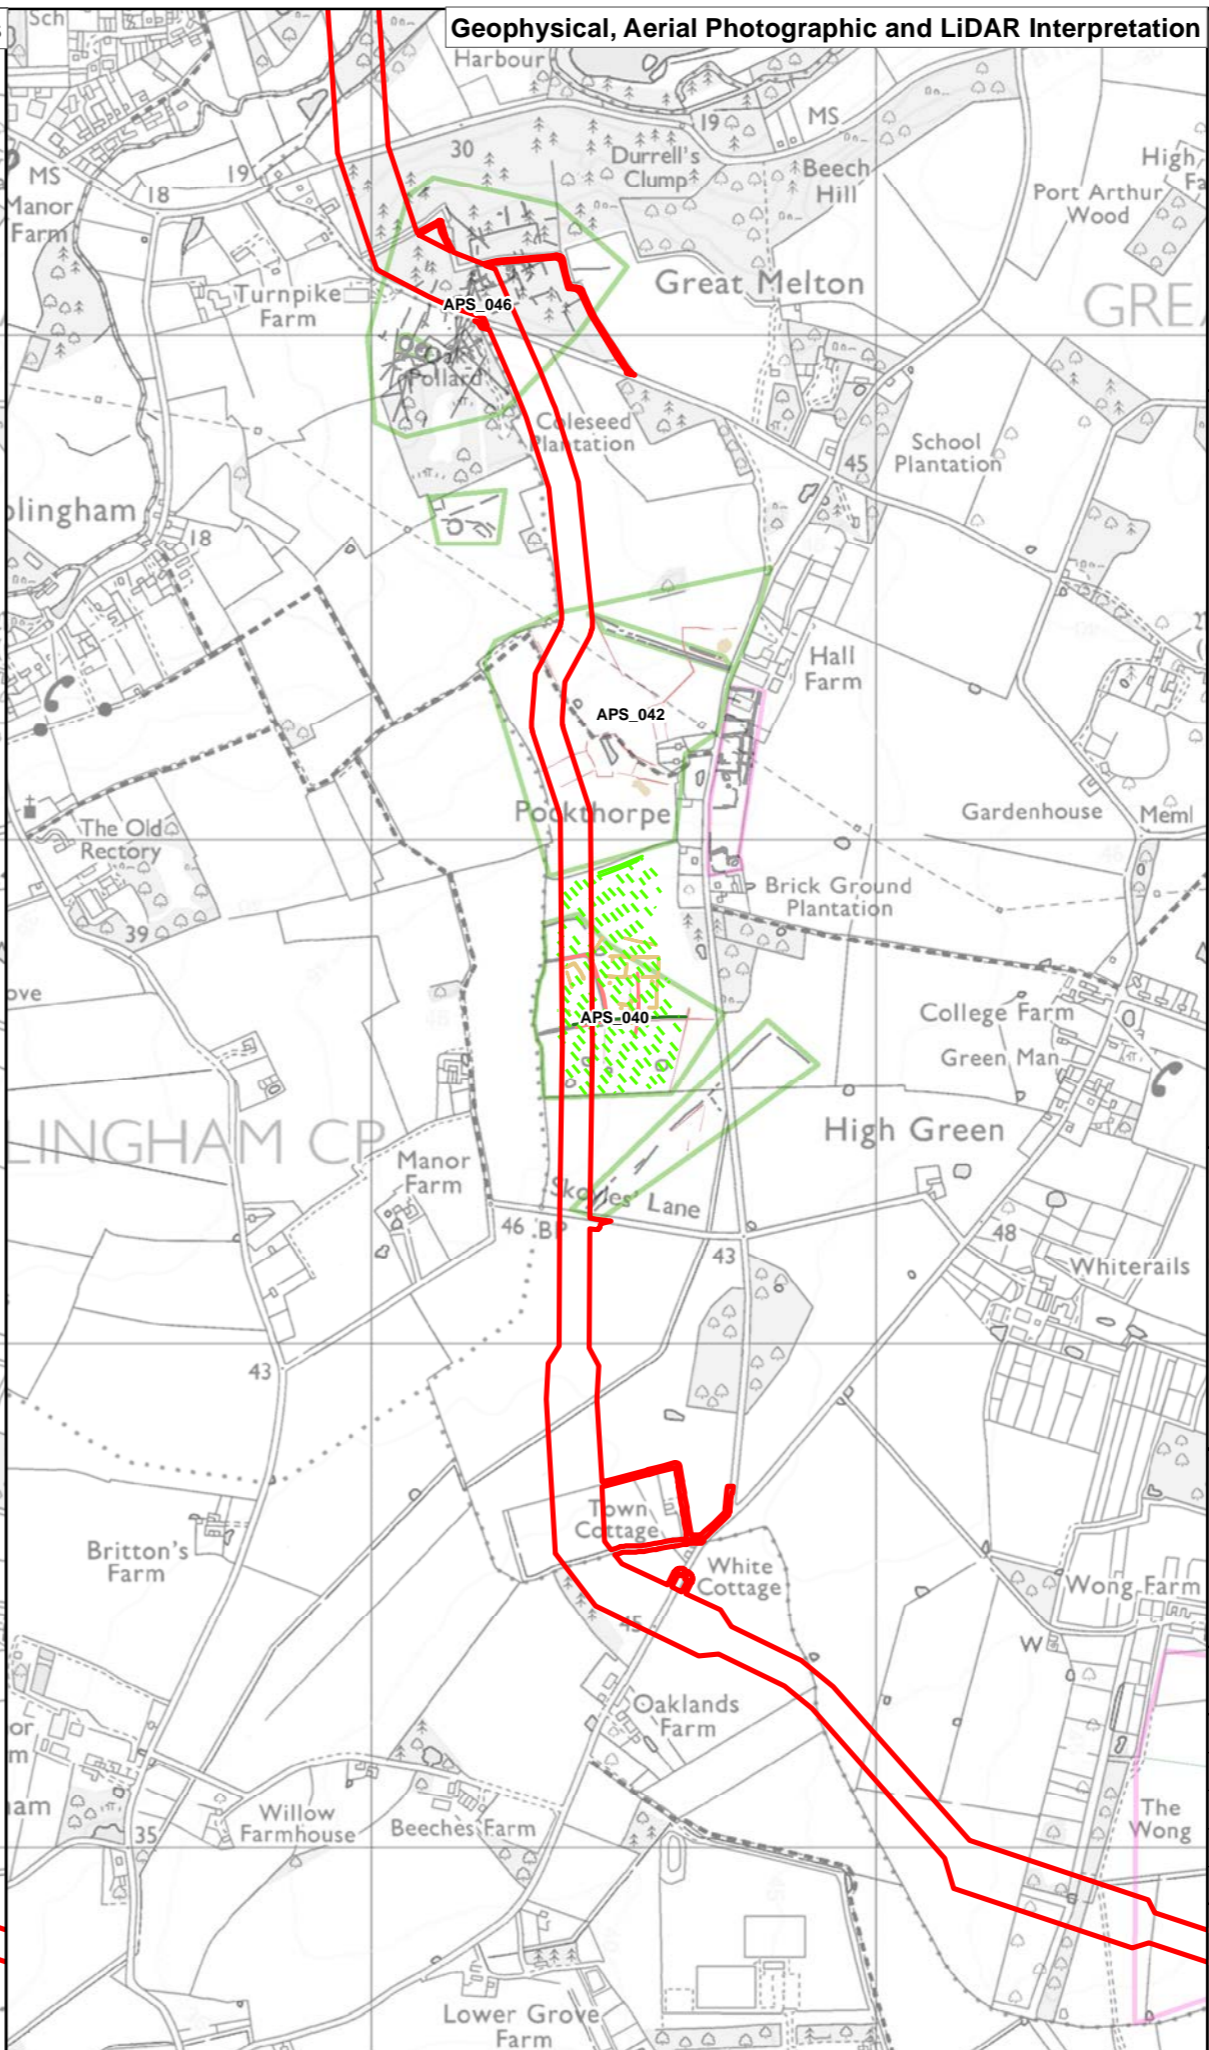 Geophysical, Aerial Photographic and LiDAR Interpretation
Sch
Harbour
19
MS
30
Durrell's
Clump
Beech
Hill
High
Port Arthur
Wood
MS
Manor
Farm
19
18
Turnpike
Farm
Great Melton
APS_046
Pollard
Coleseed
Plantation
School
Plantation
45
18
Hall
Farm
APS_042
Pockthorpe
Gardenhouse
Meml
The Old
Rectory
Brick Ground
Plantation
39
College Farm
APS_040
Green Man
High Green
INGHAM CP
Manor
Farm
Skoyles' Lane
46
BP
43
48
Whiterails
43
Town
Cottage
Britton's
Farm
White
Cottage
Wong Farm
45
W
Oaklands
Farm
The
Wong
Willow
Farmhouse
Beeches Farm
35
Lower Grove
Farm